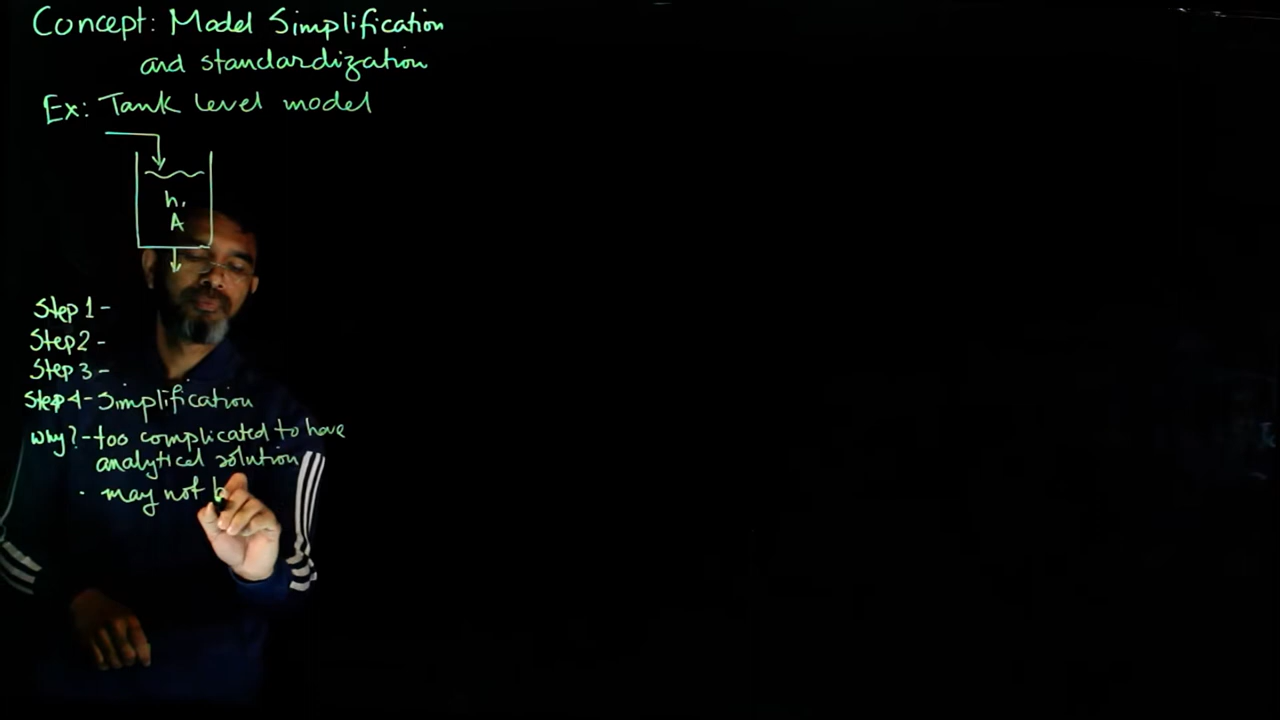 Concept: Model Simplification
and standardization
Ex: Tank level model
h,
A
Step 1 -
Step 2 -
Step 3 -
Step 4 - Simplification
why? - too complicated to have
analytical solution
· may not b